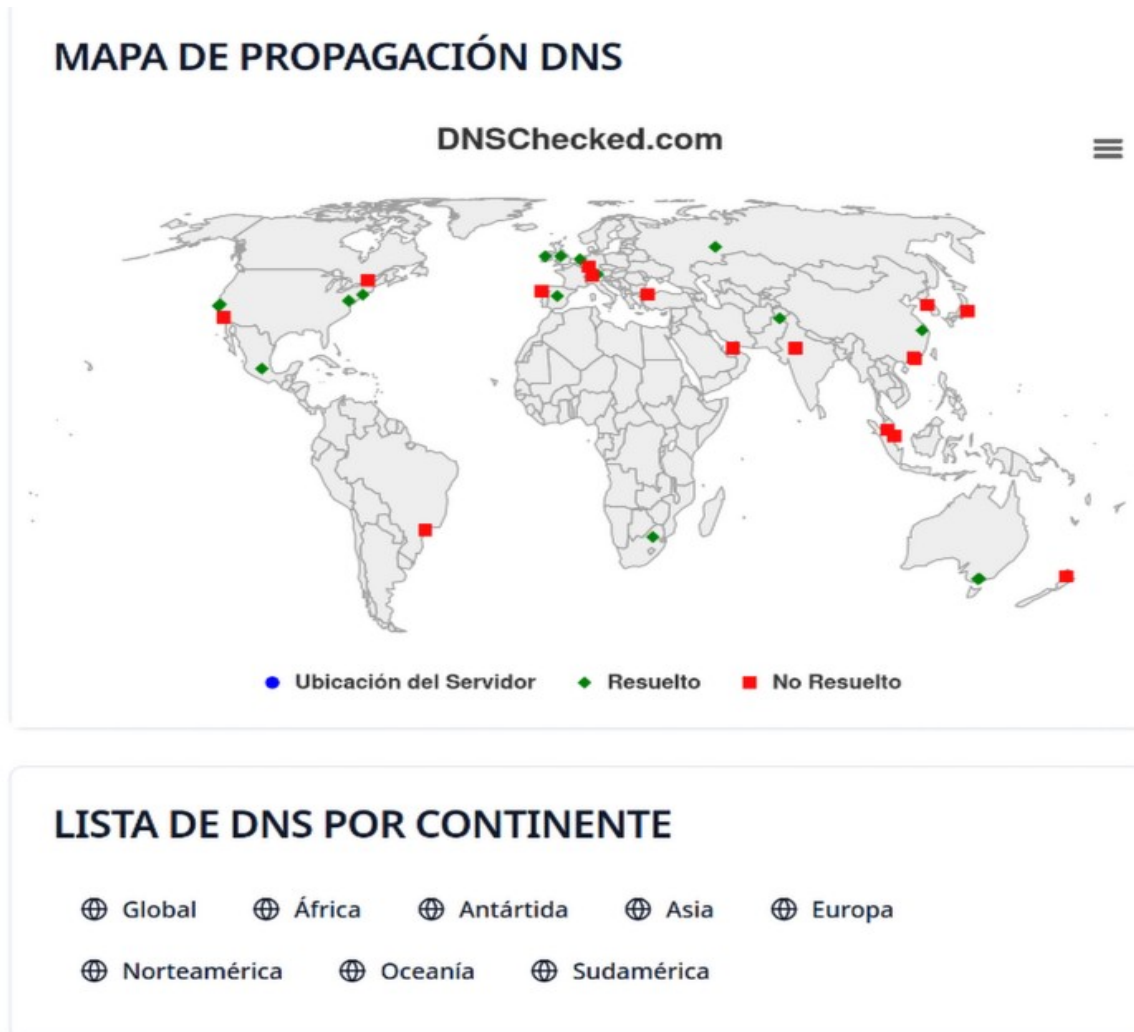 MAPA DE PROPAGACIÓN DNS
DNSChecked.com
Ubicación del Servidor Resuelto No Resuelto
LISTA DE DNS POR CONTINENTE
Global África Antártida Asia Europa
Norteamérica Oceanía Sudamérica